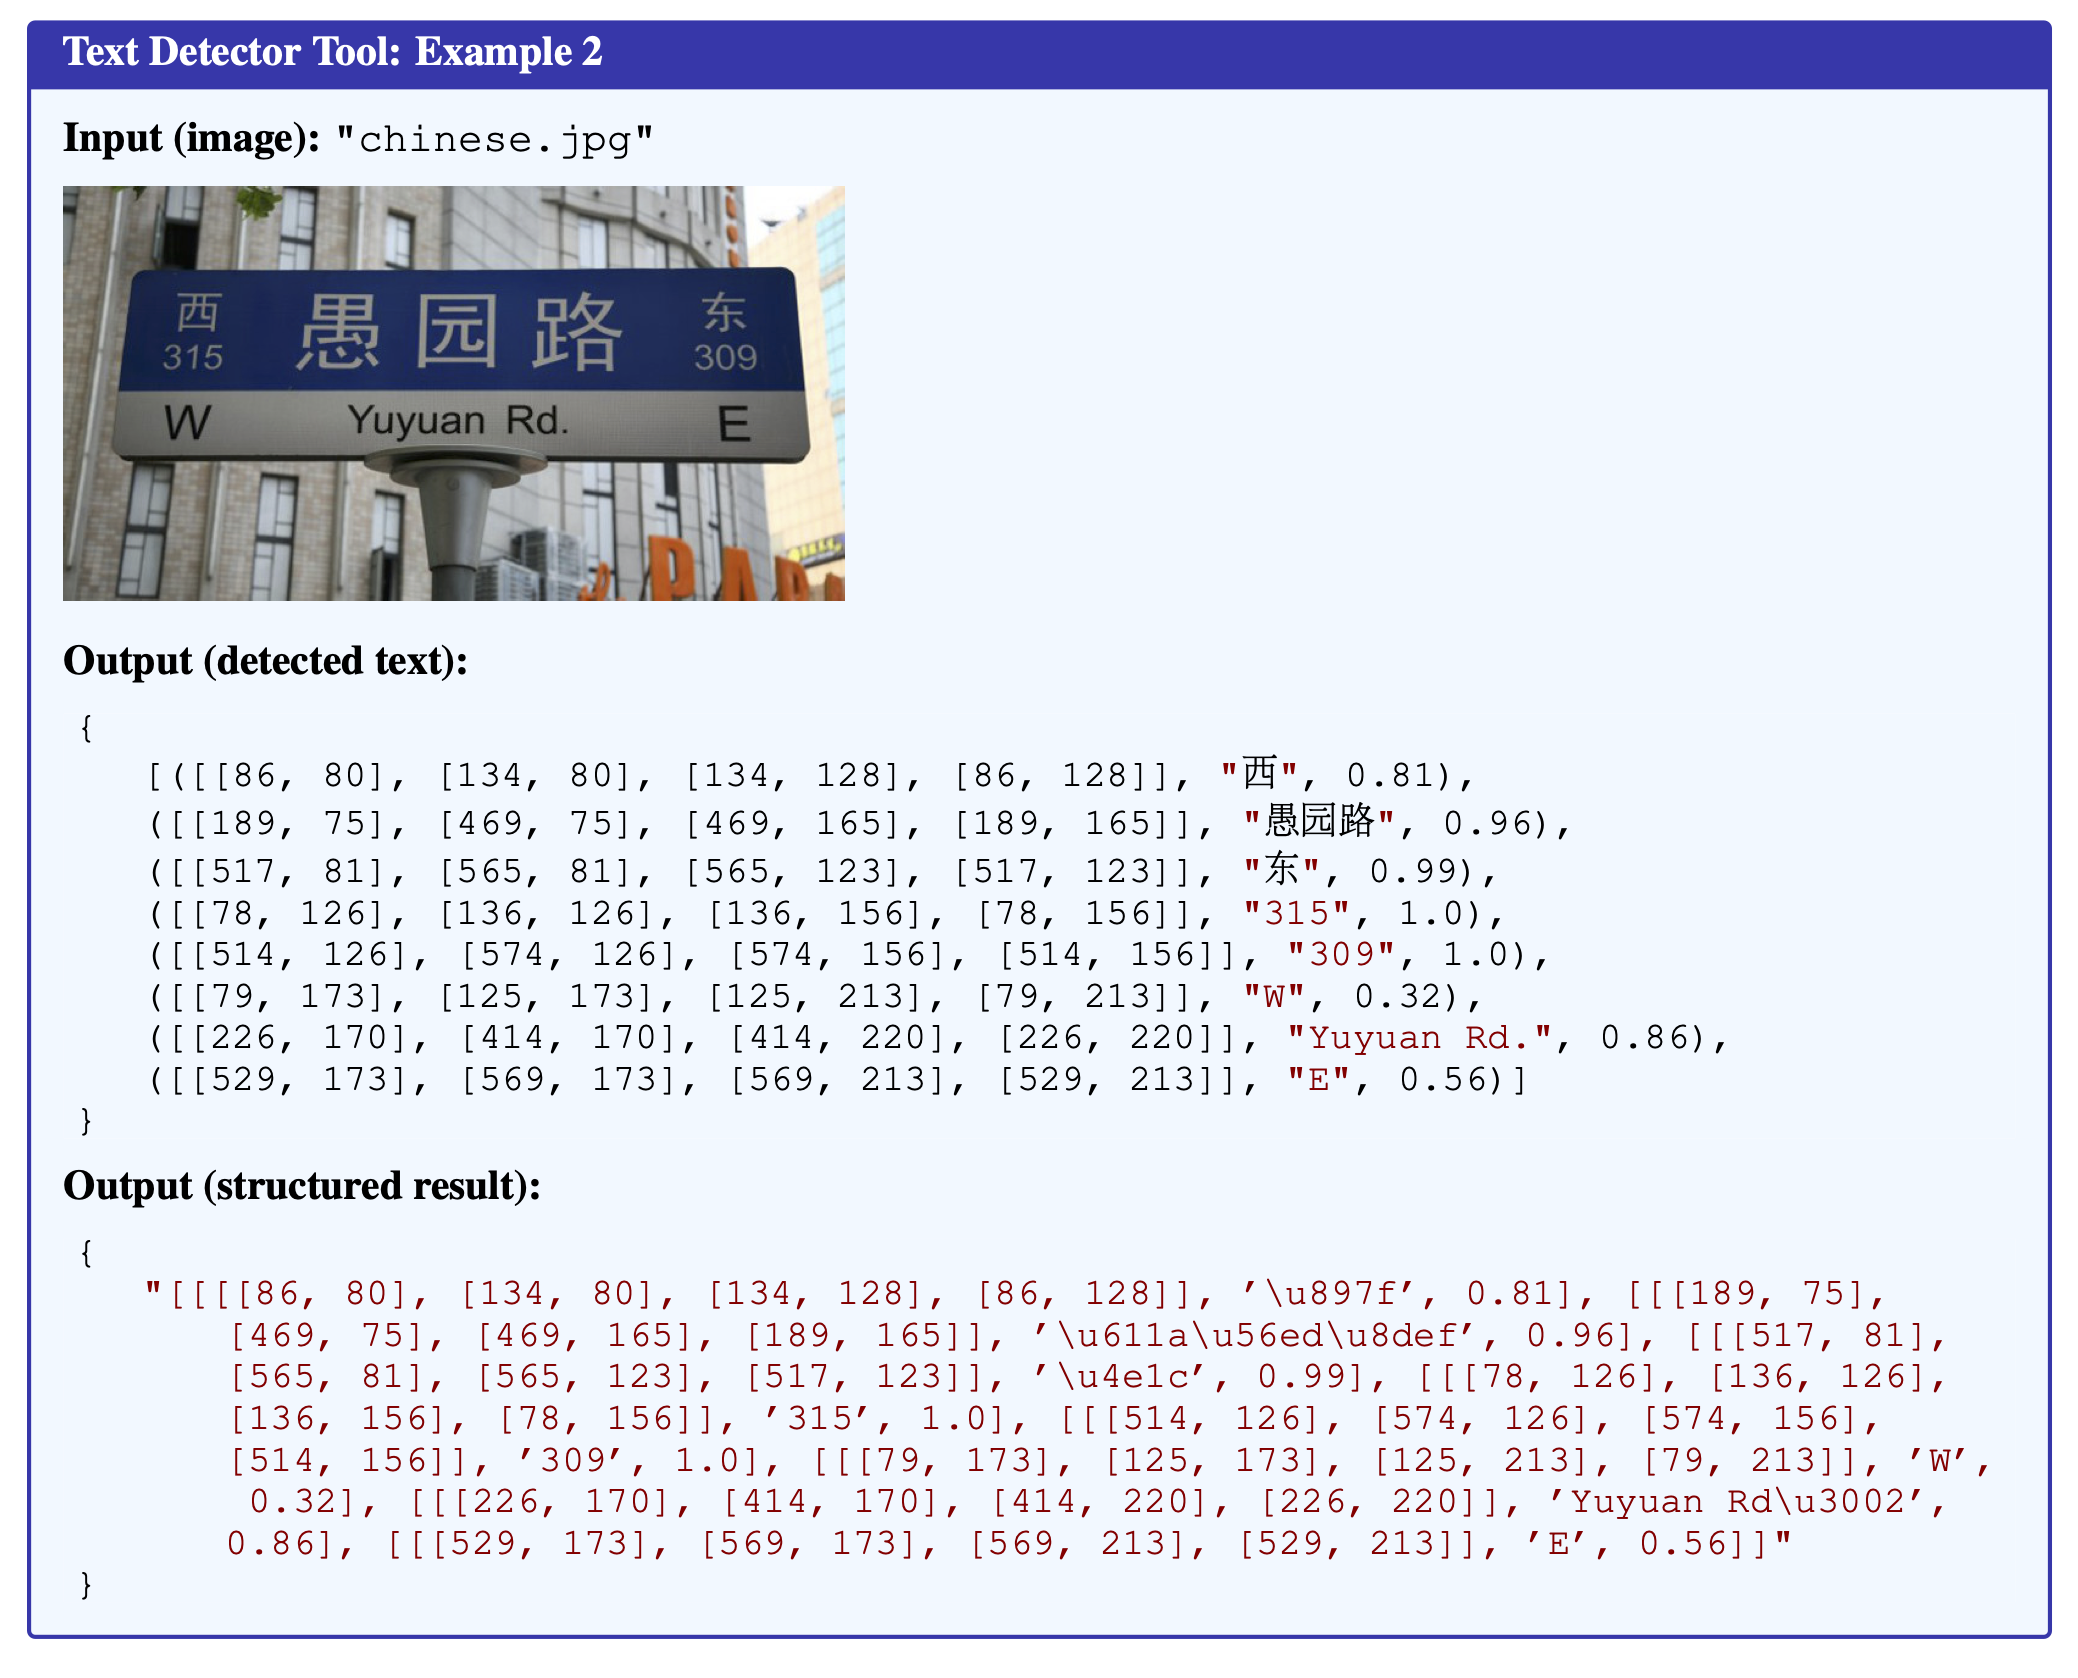 Text Detector Tool: Example 2
Input (image): "chinese.jpg"
西 愚园路 东
315 309
W Yuyuan Rd. E
PAR
Output (detected text):
{
[([[86, 80], [134, 80], [134, 128], [86, 128]], "西", 0.81),
([[189, 75], [469, 75], [469, 165], [189, 165]], "愚园路", 0.96),
([[517, 81], [565, 81], [565, 123], [517, 123]], "东", 0.99),
([[78, 126], [136, 126], [136, 156], [78, 156]], "315", 1.0),
([[514, 126], [574, 126], [574, 156], [514, 156]], "309", 1.0),
([[79, 173], [125, 173], [125, 213], [79, 213]], "W", 0.32),
([[226, 170], [414, 170], [414, 220], [226, 220]], "Yuyuan Rd.", 0.86),
([[529, 173], [569, 173], [569, 213], [529, 213]], "E", 0.56)]
}
Output (structured result):
{
"[[[[86, 80], [134, 80], [134, 128], [86, 128]], ’\u897f’, 0.81], [[[189, 75],
[469, 75], [469, 165], [189, 165]], ’\u611a\u56ed\u8def’, 0.96], [[[517, 81],
[565, 81], [565, 123], [517, 123]], ’\u4e1c’, 0.99], [[[78, 126], [136, 126],
[136, 156], [78, 156]], ’315’, 1.0], [[[514, 126], [574, 126], [574, 156],
[514, 156]], ’309’, 1.0], [[[79, 173], [125, 173], [125, 213], [79, 213]], ’W’,
0.32], [[[226, 170], [414, 170], [414, 220], [226, 220]], ’Yuyuan Rd\u3002’,
0.86], [[[529, 173], [569, 173], [569, 213], [529, 213]], ’E’, 0.56]]"
}